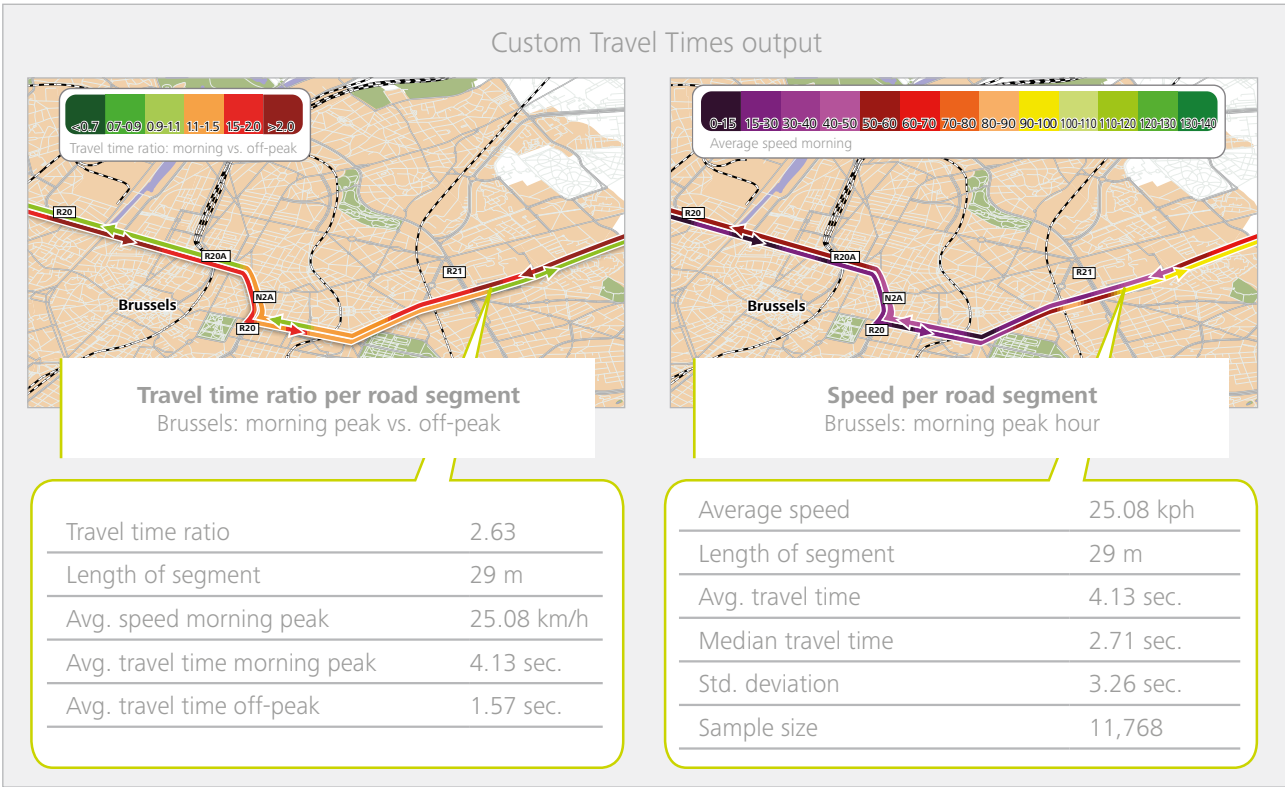 Custom Travel Times output
<0.7 0.7-0.9 0.9-1.1 1.1-1.5 1.5-2.0 >2.0
Travel time ratio: morning vs. off-peak
R20
R20A
R21
N2A
Brussels
R20
Travel time ratio per road segment
Brussels: morning peak vs. off-peak
Travel time ratio 2.63
Length of segment 29 m
Avg. speed morning peak 25.08 km/h
Avg. travel time morning peak 4.13 sec.
Avg. travel time off-peak 1.57 sec.
0-15 15-30 30-40 40-50 50-60 60-70 70-80 80-90 90-100 100-110 110-120 120-130 130-140
Average speed morning
R20
R20A
R21
N2A
Brussels
R20
Speed per road segment
Brussels: morning peak hour
Average speed 25.08 kph
Length of segment 29 m
Avg. travel time 4.13 sec.
Median travel time 2.71 sec.
Std. deviation 3.26 sec.
Sample size 11,768